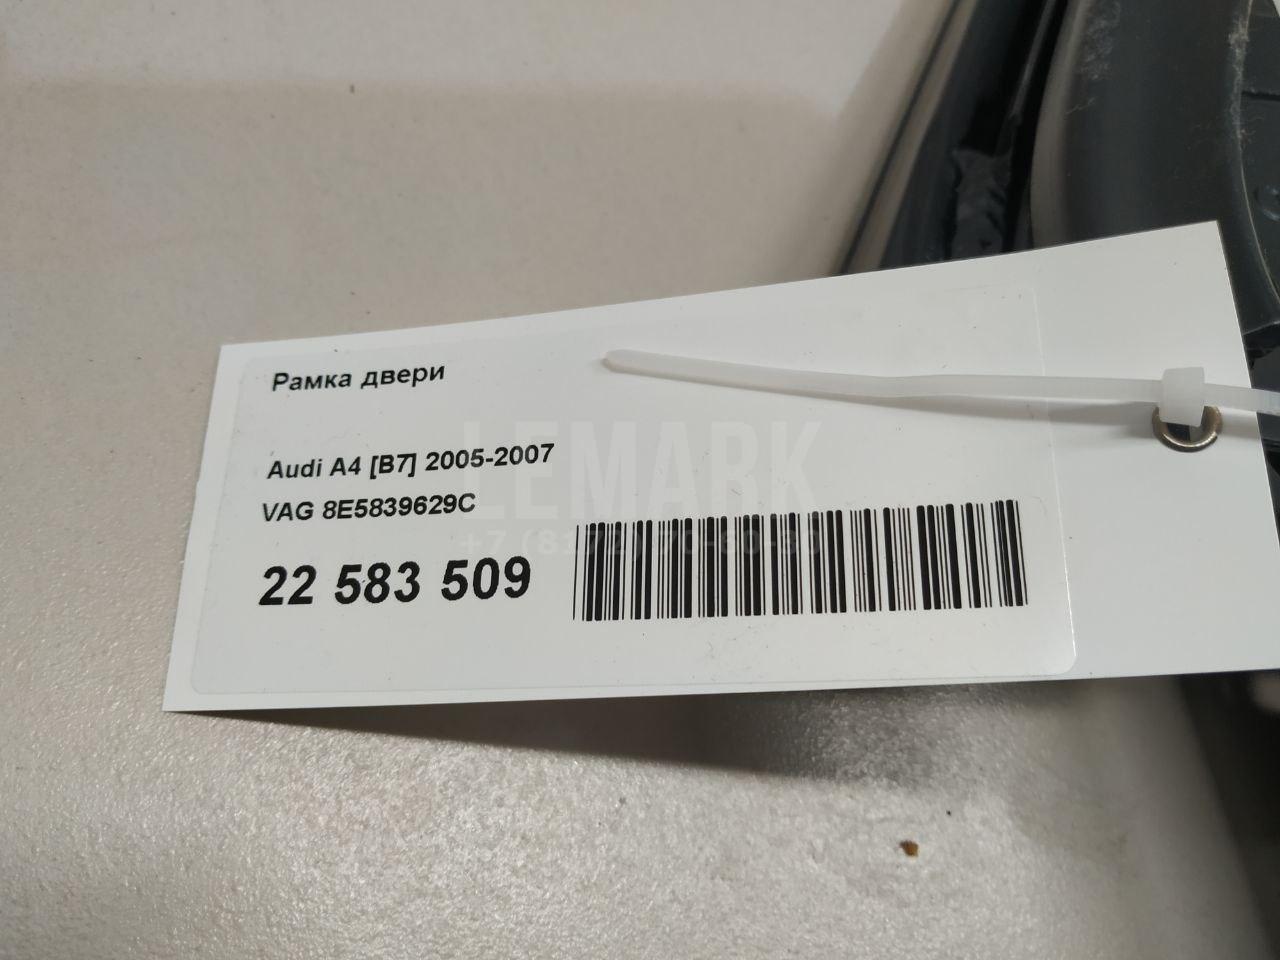 Рамка двери
LEMARK
Audi A4 [B7] 2005-2007
VAG 8E5839629C
22 583 509